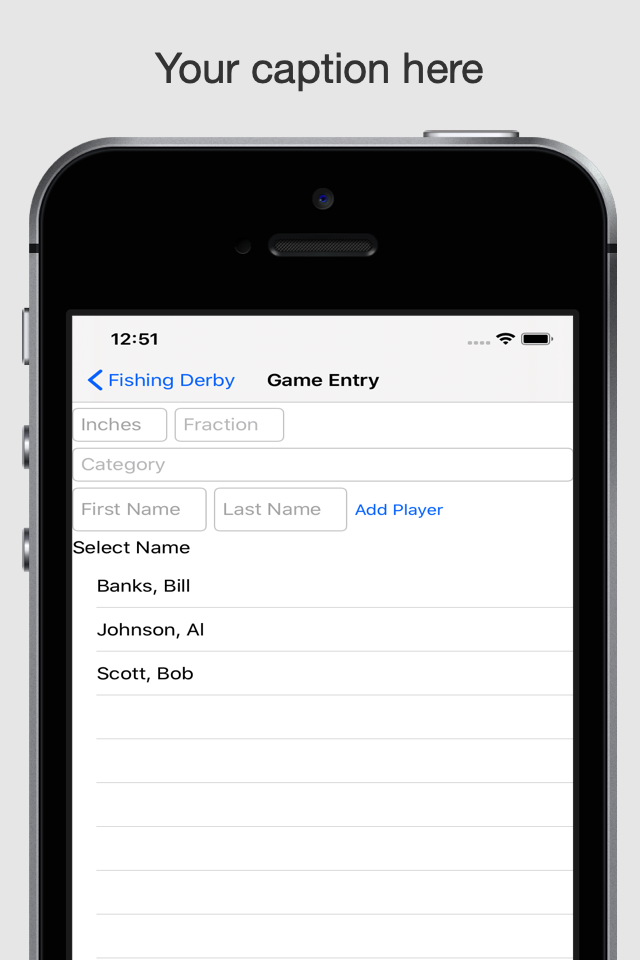 Your caption here
12:51
Fishing Derby Game Entry
Inches Fraction
Category
First Name Last Name Add Player
Select Name
Banks, Bill
Johnson, Al
Scott, Bob